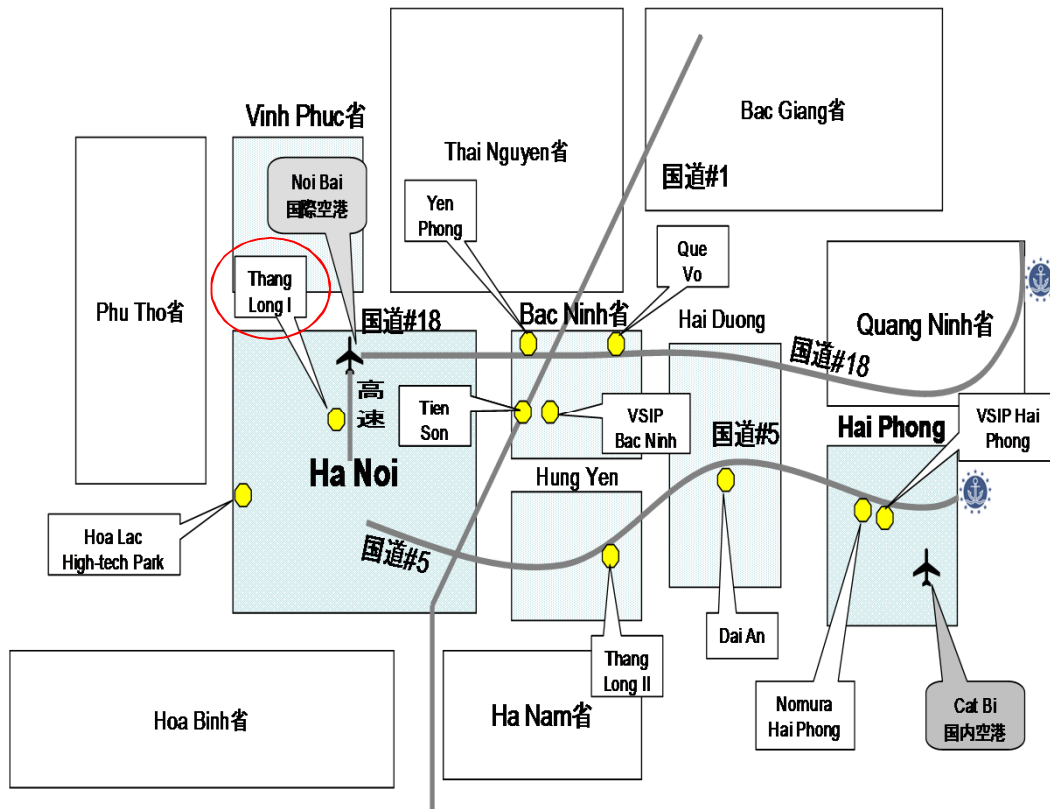 Vinh Phuc省
Bac Giang省
Thai Nguyen省
国道#1
Noi Bai
国際空港
Yen
Phong
Que
Vo
Thang
Long I
Phu Tho省
国道#18
Bac Ninh省
Hai Duong
Quang Ninh省
国道#18
高速
Tien
Son
VSIP
Bac Ninh
国道#5
Hai Phong
VSIP Hai
Phong
Ha Noi
Hung Yen
Hoa Lac
High-tech Park
国道#5
Dai An
Thang
Long II
Nomura
Hai Phong
Cat Bi
国内空港
Hoa Binh省
Ha Nam省